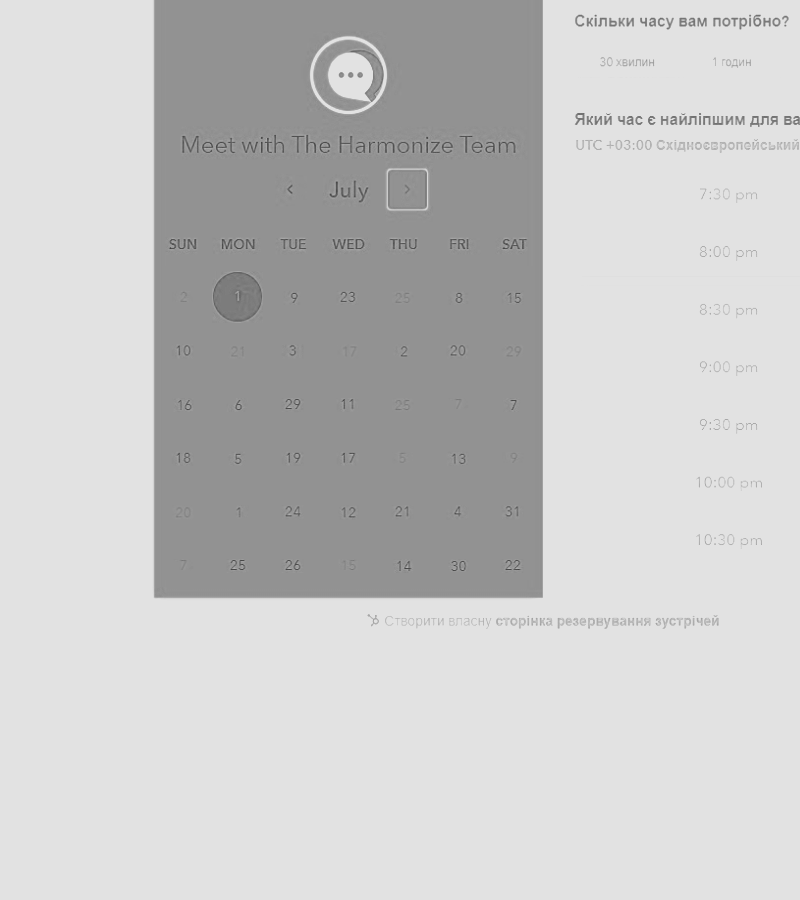 Meet with The Harmonize Team
July
SUN MON TUE WED THU FRI SAT
2 1 9 23 25 8 15
10 21 3 17 2 20 29
16 6 29 11 25 7 7
18 5 19 17 5 13 9
20 1 24 12 21 4 31
7 25 26 15 14 30 22
Скільки часу вам потрібно?
30 хвилин 1 годин
Який час є найліпшим для ва
UTC +03:00 Східноєвропейський
7:30 pm
8:00 pm
8:30 pm
9:00 pm
9:30 pm
10:00 pm
10:30 pm
Створити власну сторінка резервування зустрічей